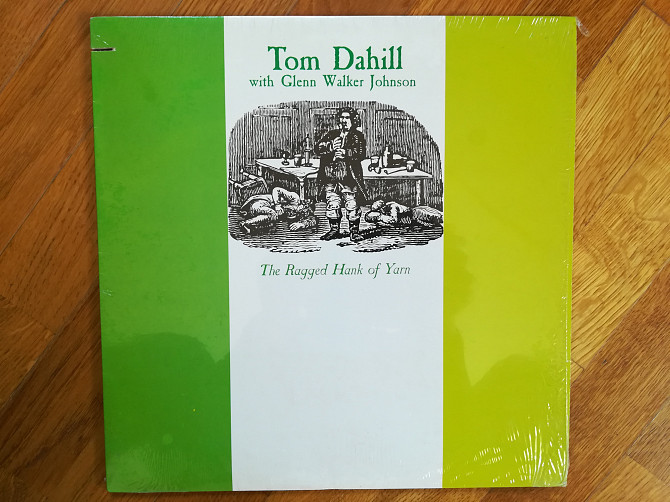 Tom Dahill
with Glenn Walker Johnson
The Ragged Hank of Yarn